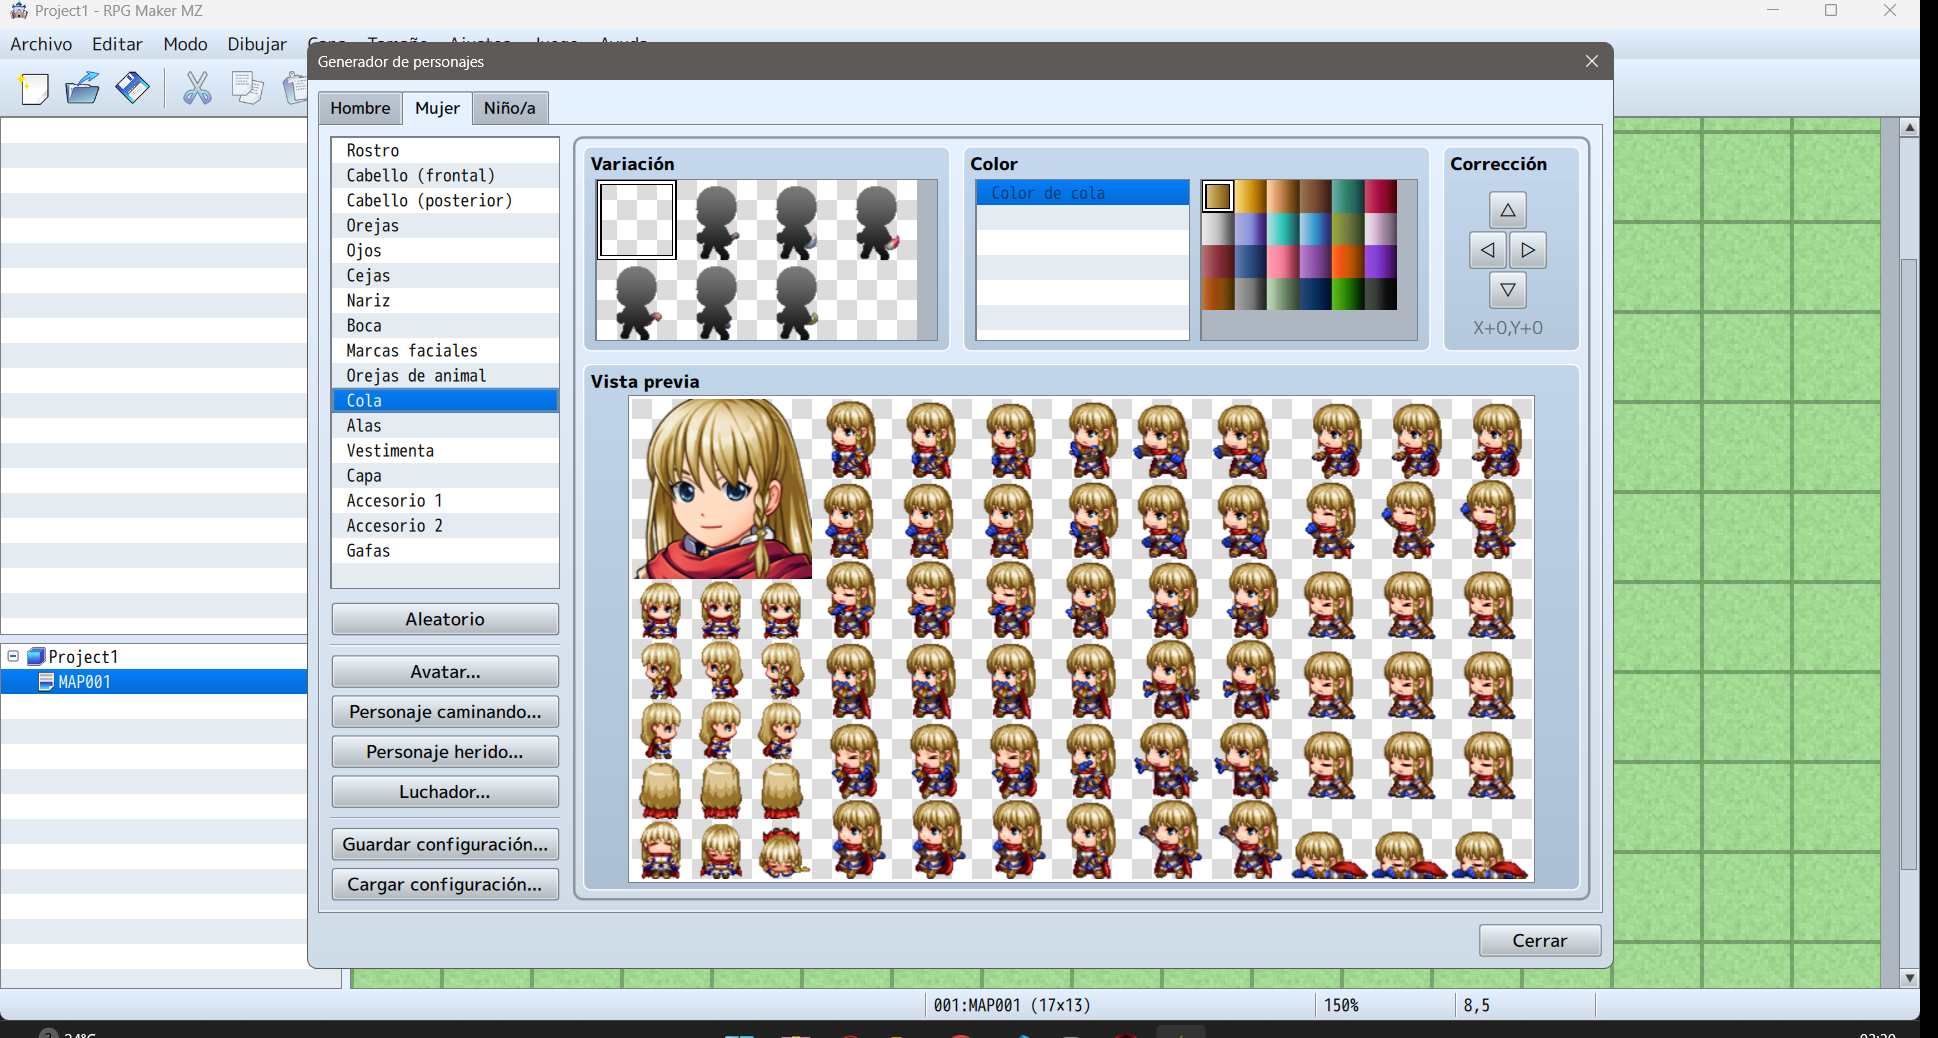 Project1 - RPG Maker MZ
Archivo Editar Modo Dibujar
Generador de personajes
Hombre Mujer Niño/a
Rostro
Cabello (frontal)
Cabello (posterior)
Orejas
Ojos
Cejas
Nariz
Boca
Marcas faciales
Orejas de animal
Cola
Alas
Vestimenta
Capa
Accesorio 1
Accesorio 2
Gafas
Aleatorio
Avatar...
Personaje caminando...
Personaje herido...
Luchador...
Guardar configuración...
Cargar configuración...
Variación
Color
Color de cola
Corrección
X+0,Y+0
Vista previa
Cerrar
Project1
MAP001
001:MAP001 (17×13)
150%
8,5